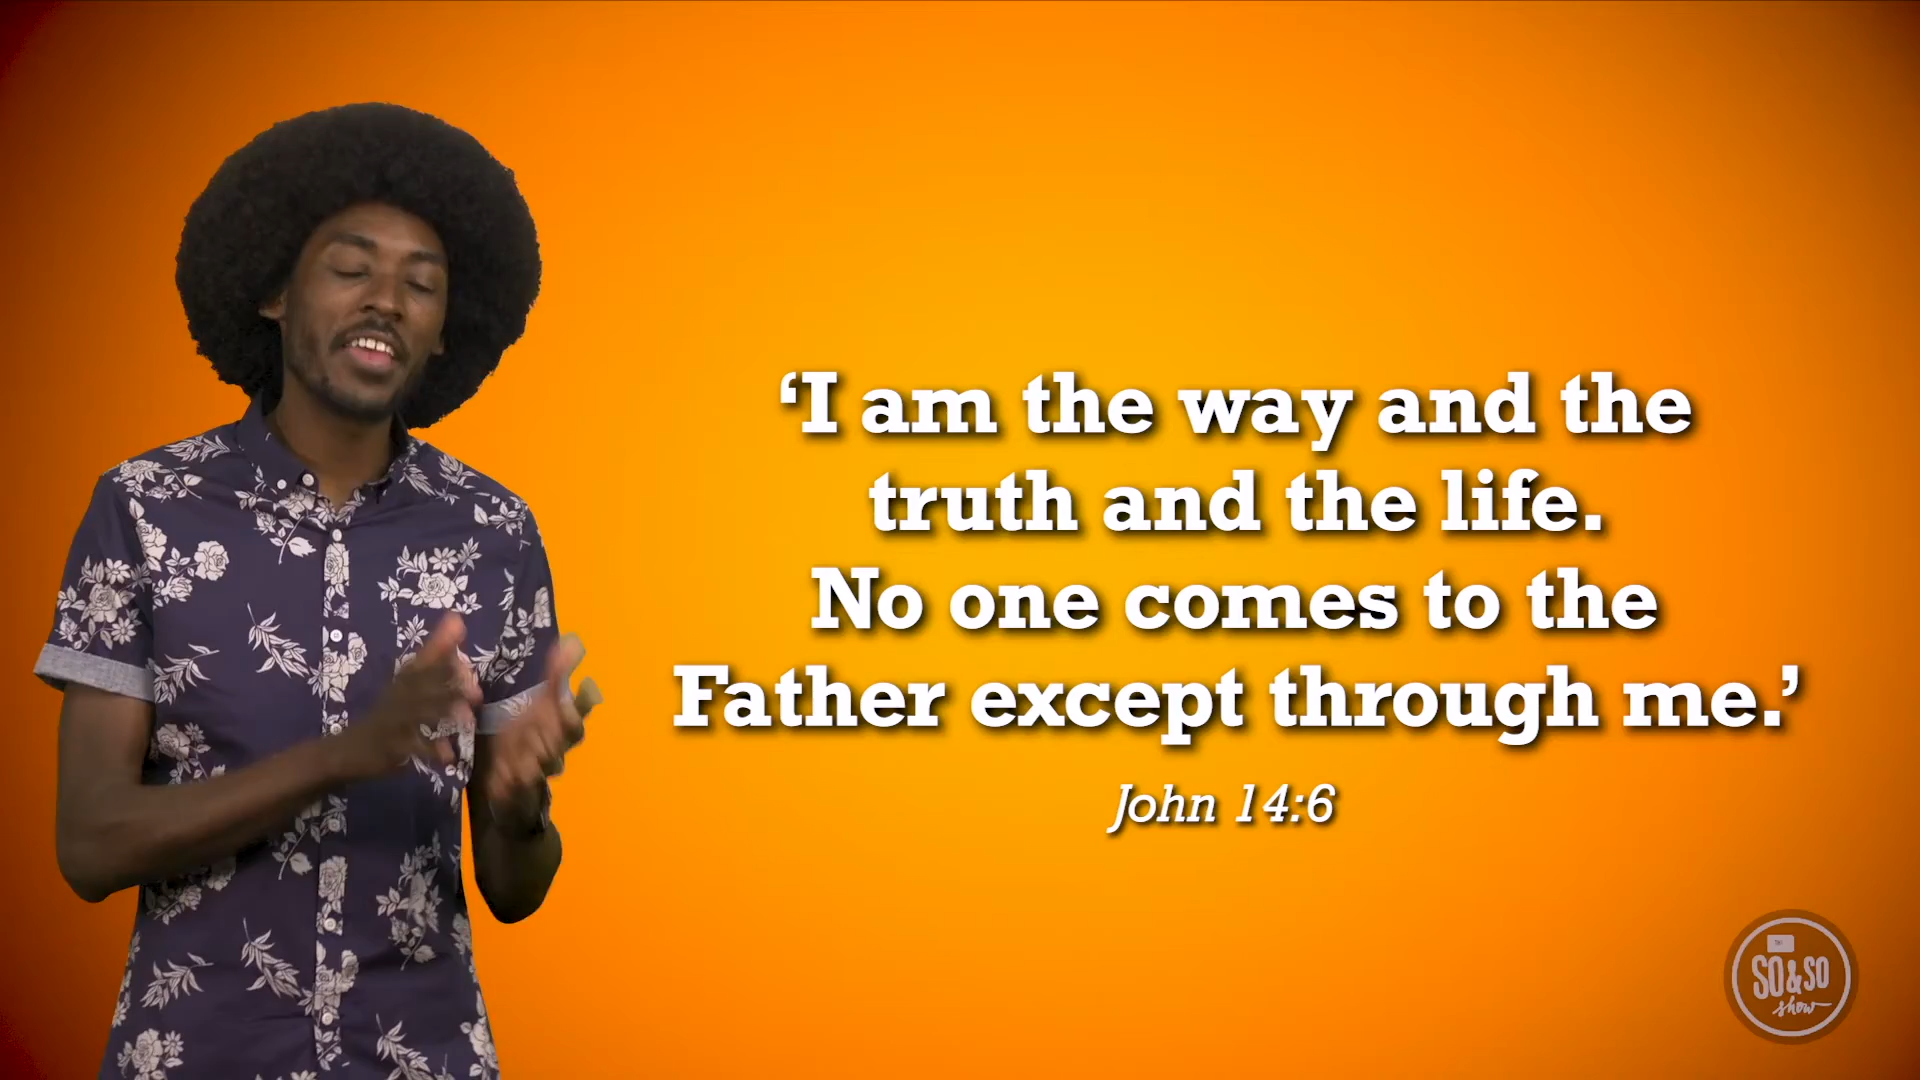 ‘I am the way and the
truth and the life.
No one comes to the
Father except through me.’
John 14:6
SO & SO
show